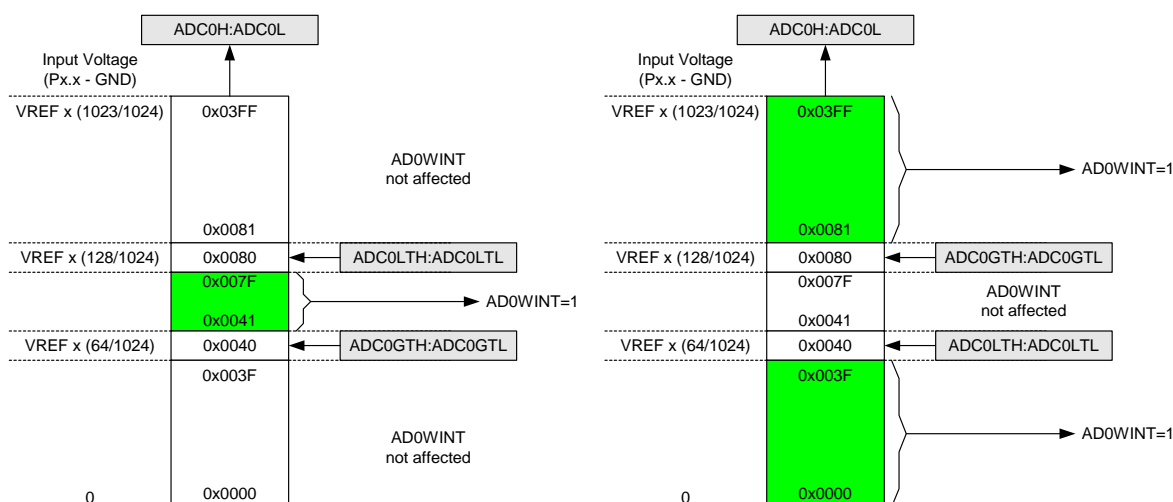 ADC0H:ADC0L
Input Voltage
(Px.x - GND)
VREF x (1023/1024)
0x03FF
AD0WINT
not affected
0x0081
VREF x (128/1024)
0x0080
ADC0LTH:ADC0LTL
0x007F
AD0WINT=1
0x0041
VREF x (64/1024)
0x0040
ADC0GTH:ADC0GTL
0x003F
AD0WINT
not affected
0
0x0000
ADC0H:ADC0L
Input Voltage
(Px.x - GND)
VREF x (1023/1024)
0x03FF
AD0WINT=1
0x0081
VREF x (128/1024)
0x0080
ADC0GTH:ADC0GTL
0x007F
AD0WINT
not affected
0x0041
VREF x (64/1024)
0x0040
ADC0LTH:ADC0LTL
0x003F
AD0WINT=1
0
0x0000